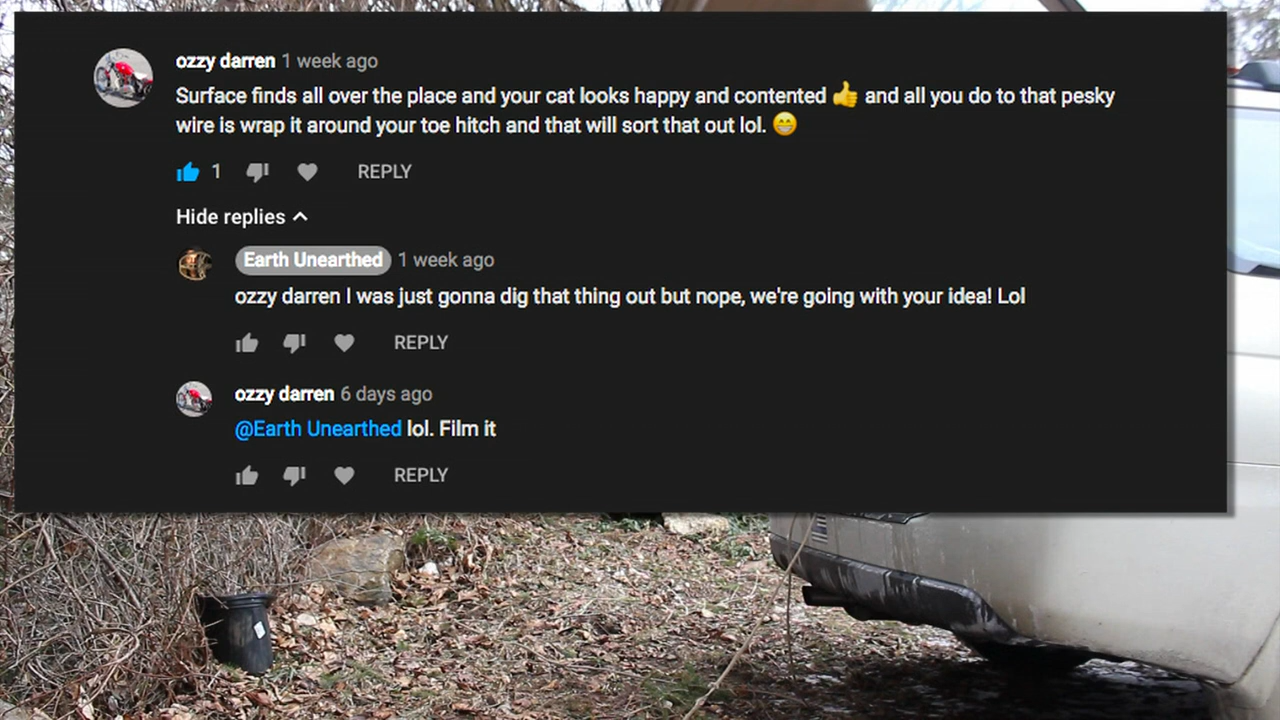 ozzy darren 1 week ago
Surface finds all over the place and your cat looks happy and contented 👍 and all you do to that pesky
wire is wrap it around your toe hitch and that will sort that out lol. 😁
1 REPLY
Hide replies
Earth Unearthed 1 week ago
ozzy darren I was just gonna dig that thing out but nope, we're going with your idea! Lol
REPLY
ozzy darren 6 days ago
@Earth Unearthed lol. Film it
REPLY